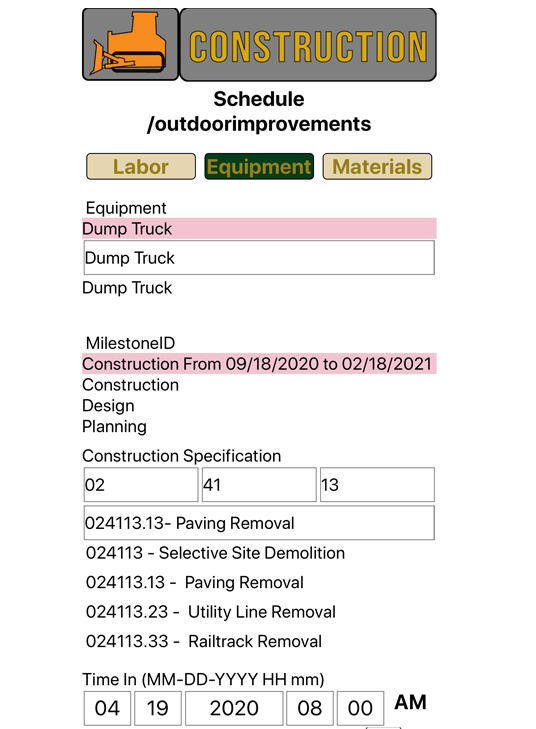 CONSTRUCTION
Schedule
/outdoorimprovements
Labor Equipment Materials
Equipment
Dump Truck
Dump Truck
Dump Truck
MilestoneID
Construction From 09/18/2020 to 02/18/2021
Construction
Design
Planning
Construction Specification
02 41 13
024113.13- Paving Removal
024113 - Selective Site Demolition
024113.13 - Paving Removal
024113.23 - Utility Line Removal
024113.33 - Railtrack Removal
Time In (MM-DD-YYYY HH mm)
04 19 2020 08 00 AM